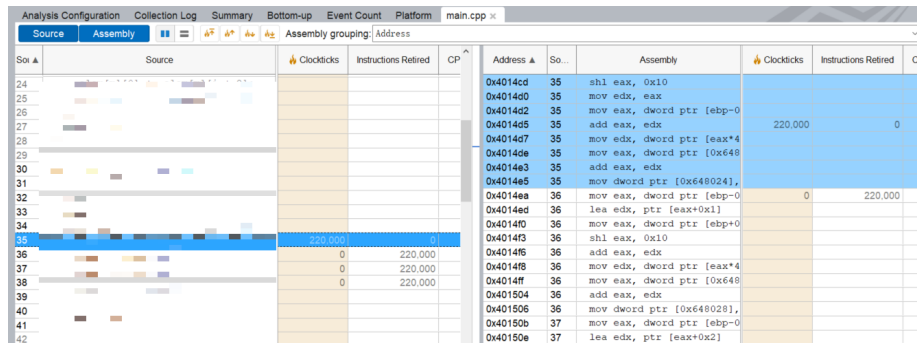 Analysis Configuration Collection Log Summary Bottom-up Event Count Platform main.cpp ×
Source Assembly Assembly grouping: Address
Sou ▲ Source Clockticks Instructions Retired CP
Address ▲ So... Assembly Clockticks Instructions Retired C
24
25
26
27
28
29
30
31
32
33
34
35 220,000 0
36 0 220,000
37 0 220,000
38 0 220,000
39
40
41
42
0x4014cd 35 shl eax, 0x10
0x4014d0 35 mov edx, eax
0x4014d2 35 mov eax, dword ptr [ebp-0
0x4014d5 35 add eax, edx 220,000 0
0x4014d7 35 mov edx, dword ptr [eax*4
0x4014de 35 mov eax, dword ptr [0x648
0x4014e3 35 add eax, edx
0x4014e5 35 mov dword ptr [0x648024],
0x4014ea 36 mov eax, dword ptr [ebp-0 0 220,000
0x4014ed 36 lea edx, ptr [eax+0x1]
0x4014f0 36 mov eax, dword ptr [ebp+0
0x4014f3 36 shl eax, 0x10
0x4014f6 36 add eax, edx
0x4014f8 36 mov edx, dword ptr [eax*4
0x4014ff 36 mov eax, dword ptr [0x648
0x401504 36 add eax, edx
0x401506 36 mov dword ptr [0x648028],
0x40150b 37 mov eax, dword ptr [ebp-0
0x40150e 37 lea edx, ptr [eax+0x2]